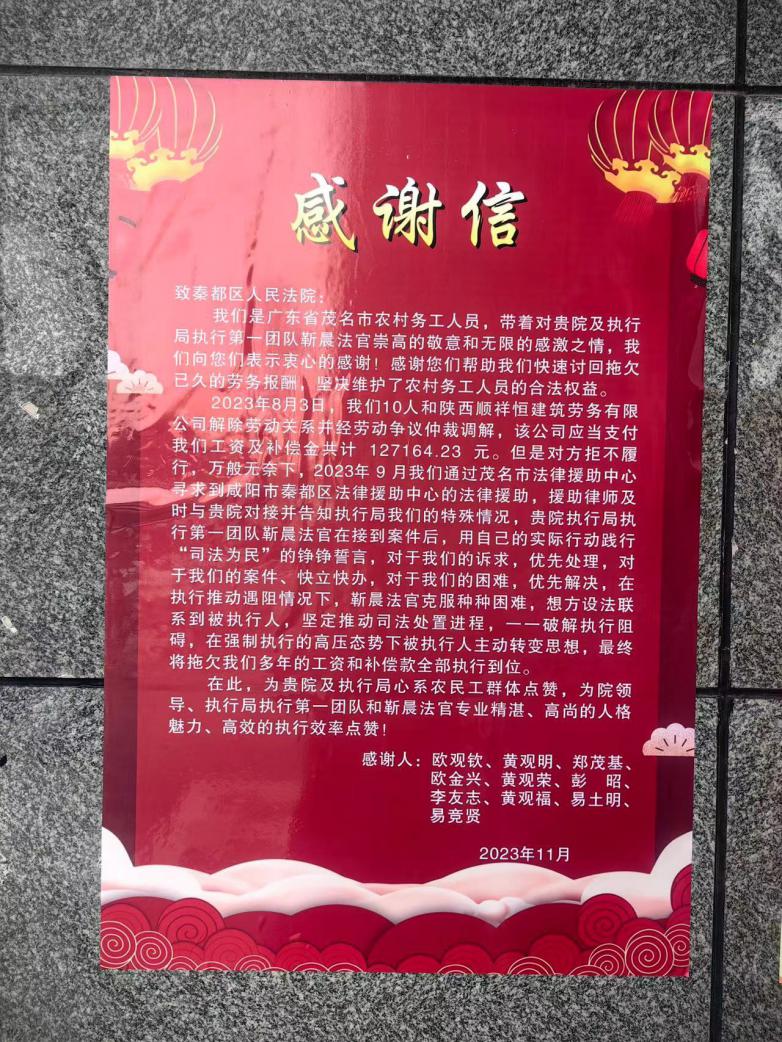 感谢信
致秦都区人民法院：
我们是广东省茂名市农村务工人员，带着对贵院及执行
局执行第一团队靳晨法官崇高的敬意和无限的感激之情，我
们向您们表示衷心的感谢！感谢您们帮助我们快速讨回拖欠
已久的劳务报酬，坚决维护了农村务工人员的合法权益。
2023年8月3日，我们10人和陕西顺祥恒建筑劳务有限
公司解除劳动关系并经劳动争议仲裁调解，该公司应当支付
我们工资及补偿金共计 127164.23 元。但是对方拒不履
行，万般无奈下，2023年 9 月我们通过茂名市法律援助中心
寻求到咸阳市秦都区法律援助中心的法律援助，援助律师及
时与贵院对接并告知执行局我们的特殊情况，贵院执行局执
行第一团队靳晨法官在接到案件后，用自己的实际行动践行
“司法为民”的铮铮誓言，对于我们的诉求，优先处理，对
于我们的案件、快立快办，对于我们的困难，优先解决，在
执行推动遇阻情况下，靳晨法官克服种种困难，想方设法联
系到被执行人，坚定推动司法处置进程，一一破解执行阻
碍，在强制执行的高压态势下被执行人主动转变思想，最终
将拖欠我们多年的工资和补偿款全部执行到位。
在此，为贵院及执行局心系农民工群体点赞，为院领
导、执行局执行第一团队和靳晨法官专业精湛、高尚的人格
魅力、高效的执行效率点赞！
感谢人：欧观钦、黄观明、郑茂基、
欧金兴、黄观荣、彭 昭、
李友志、黄观福、易土明、
易竞贤
2023年11月